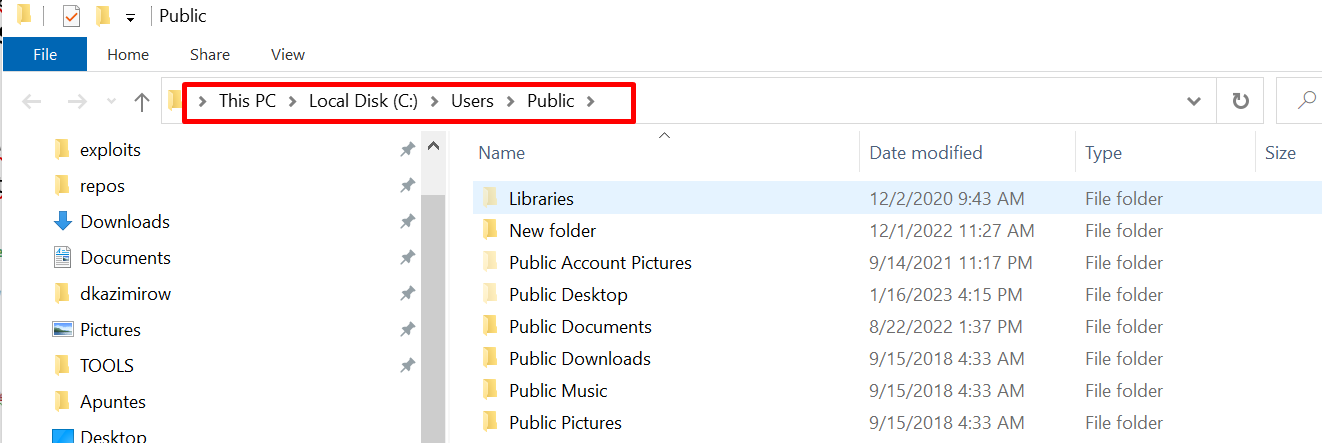 Public
File Home Share View
This PC Local Disk (C:) Users Public
Name Date modified Type Size
exploits
repos
Downloads
Documents
dkazimirow
Pictures
TOOLS
Apuntes
Desktop
Libraries 12/2/2020 9:43 AM File folder
New folder 12/1/2022 11:27 AM File folder
Public Account Pictures 9/14/2021 11:17 PM File folder
Public Desktop 1/16/2023 4:15 PM File folder
Public Documents 8/22/2022 1:37 PM File folder
Public Downloads 9/15/2018 4:33 AM File folder
Public Music 9/15/2018 4:33 AM File folder
Public Pictures 9/15/2018 4:33 AM File folder